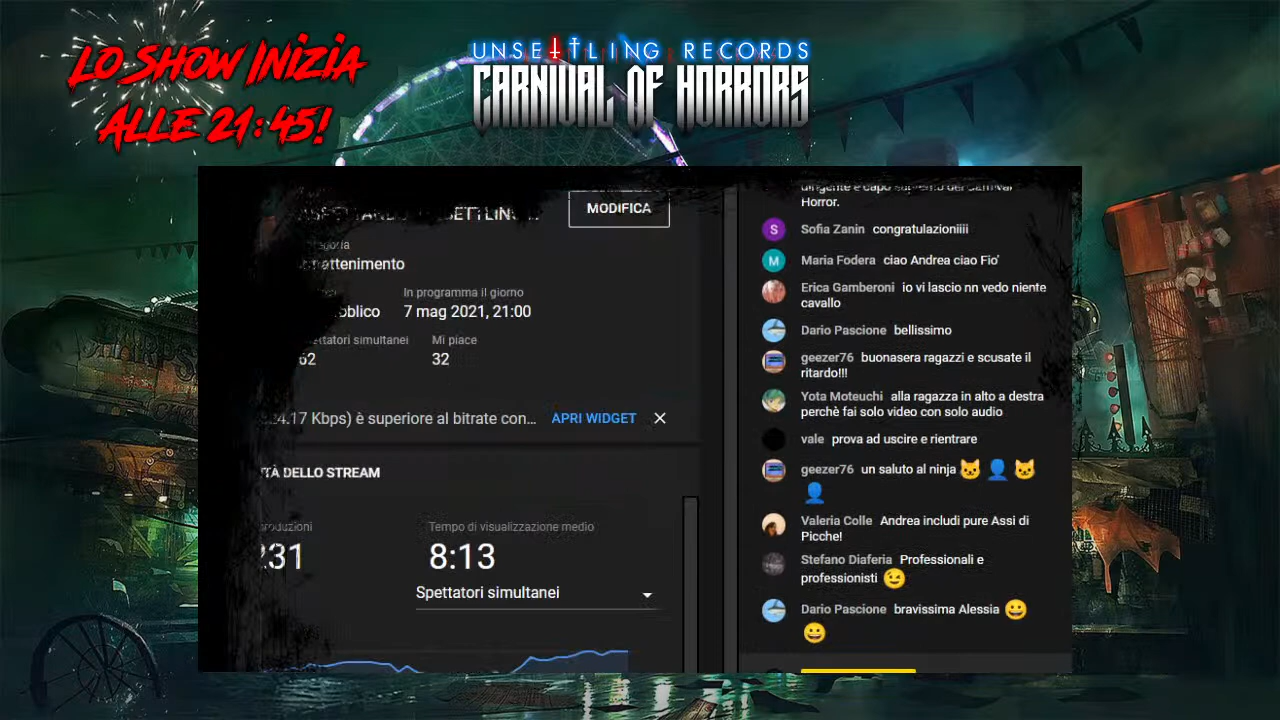 LO SHOW INIZIA
ALLE 21:45!
UNSETTLING RECORDS
CARNIVAL OF HORRORS
MODIFICA
In programma il giorno
7 mag 2021, 21:00
Mi piace
32
è superiore al bitrate con...
APRI WIDGET
DELLO STREAM
Tempo di visualizzazione medio
8:13
Spettatori simultanei
Horror.
S
Sofia Zanin congratulazioniiii
M
Maria Fodera ciao Andrea ciao Fio'
Erica Gamberoni io vi lascio nn vedo niente
cavallo
Dario Pascione bellissimo
geezer76 buonasera ragazzi e scusate il
ritardo!!!
Yota Moteuchi alla ragazza in alto a destra
perchè fai solo video con solo audio
vale prova ad uscire e rientrare
geezer76 un saluto al ninja 🐱 👤 🐱
👤
Valeria Colle Andrea includi pure Assi di
Picche!
Stefano Diaferia Professionali e
professionisti 😉
Dario Pascione bravissima Alessia 😀
😀